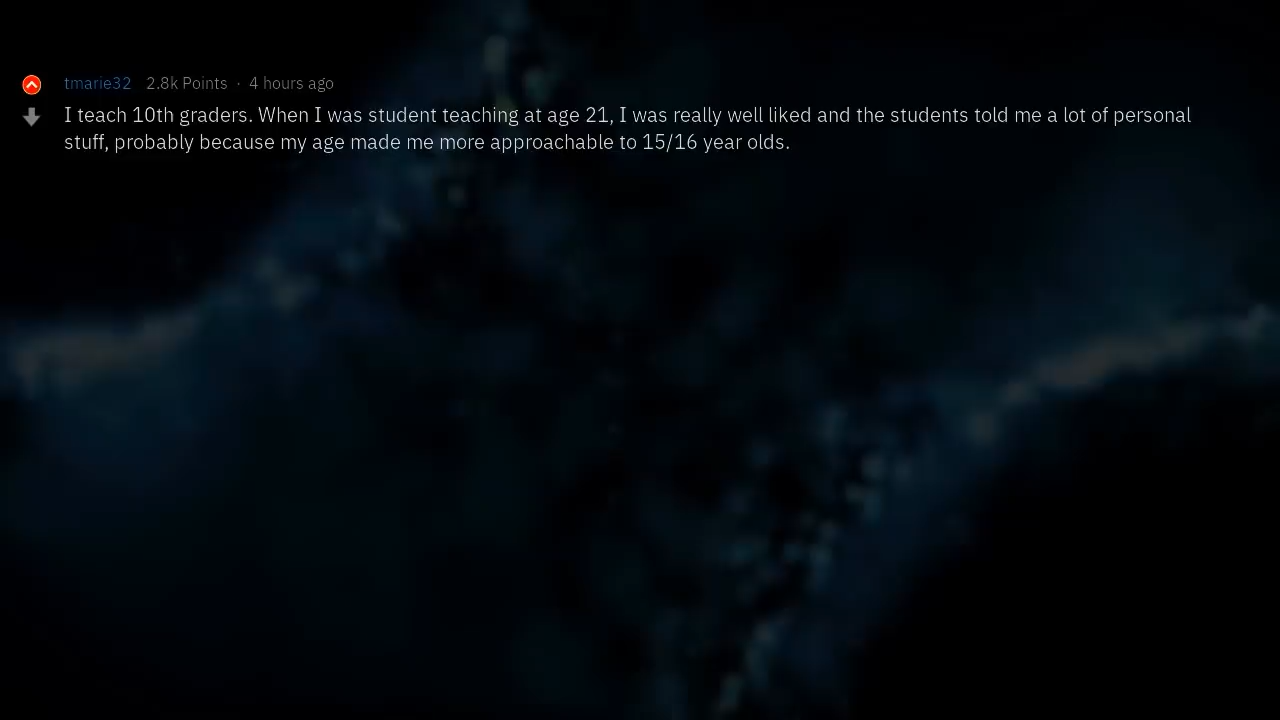 tmarie32 2.8k Points · 4 hours ago
I teach 10th graders. When I was student teaching at age 21, I was really well liked and the students told me a lot of personal
stuff, probably because my age made me more approachable to 15/16 year olds.